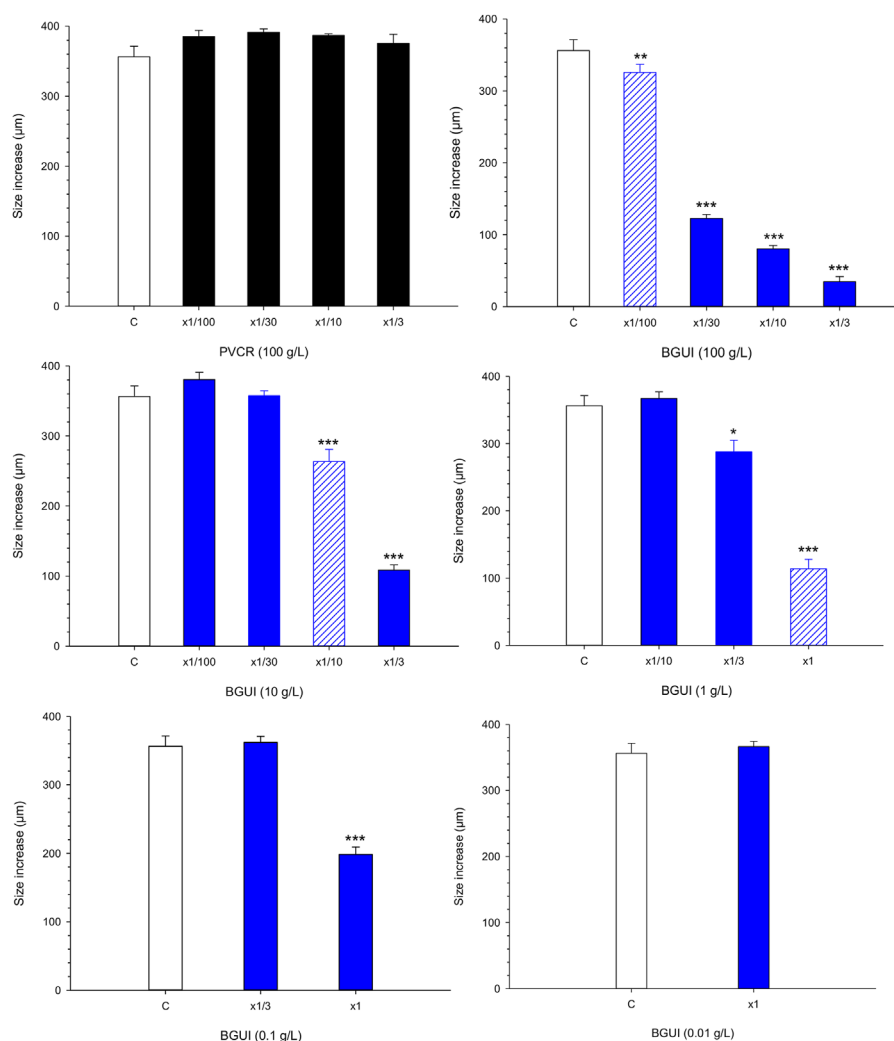 400
300
200
100
0
Size increase (μm)
C
x1/100
x1/30
x1/10
x1/3
PVCR (100 g/L)
400
300
200
100
0
Size increase (μm)
**
***
***
***
C
x1/100
x1/30
x1/10
x1/3
BGUI (100 g/L)
400
300
200
100
0
Size increase (μm)
***
***
C
x1/100
x1/30
x1/10
x1/3
BGUI (10 g/L)
400
300
200
100
0
Size increase (μm)
*
***
C
x1/10
x1/3
x1
BGUI (1 g/L)
400
300
200
100
0
Size increase (μm)
***
C
x1/3
x1
BGUI (0.1 g/L)
400
300
200
100
0
Size increase (μm)
C
x1
BGUI (0.01 g/L)